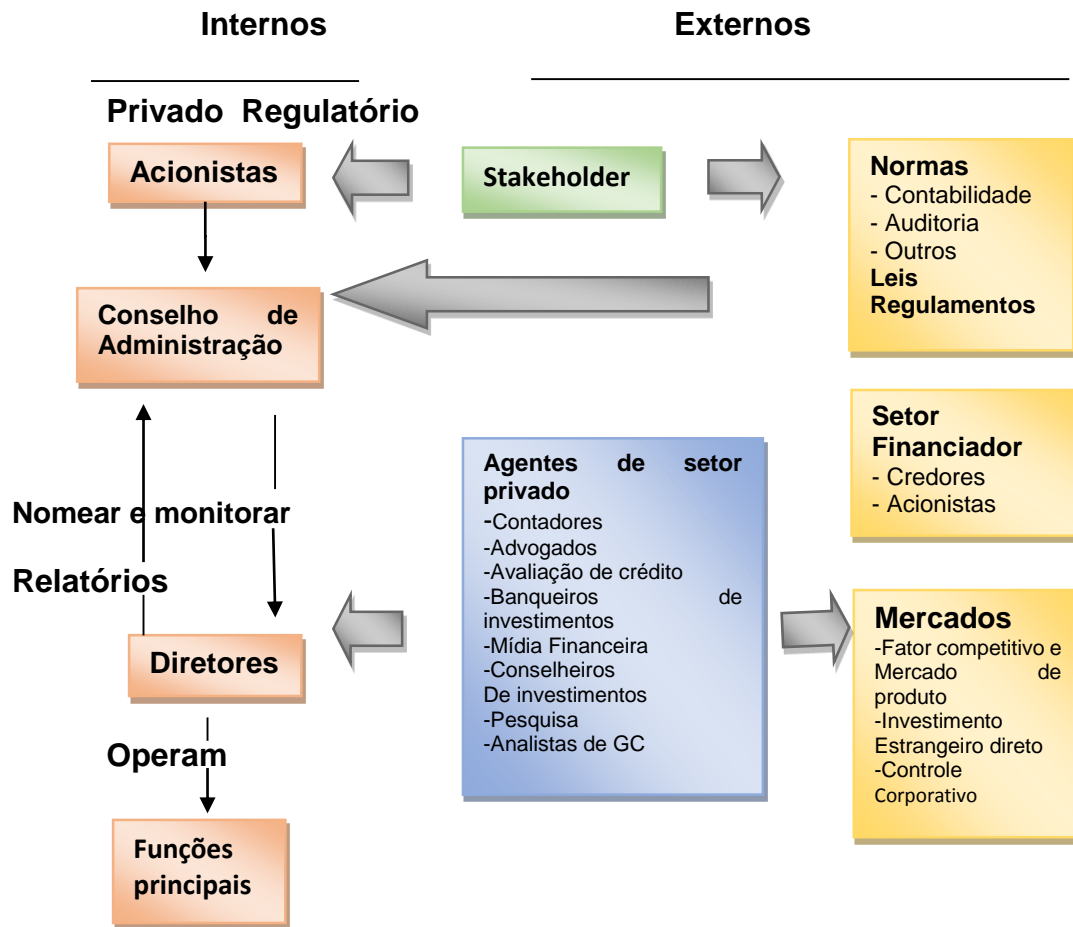 Internos
Externos
Privado Regulatório
Acionistas
Stakeholder
Normas
- Contabilidade
- Auditoria
- Outros
Leis
Regulamentos
Conselho de
Administração
Setor
Financiador
- Credores
- Acionistas
Agentes de setor
privado
-Contadores
-Advogados
-Avaliação de crédito
-Banqueiros de
investimentos
-Mídia Financeira
-Conselheiros
De investimentos
-Pesquisa
-Analistas de GC
Nomear e monitorar
Relatórios
Diretores
Mercados
-Fator competitivo e
Mercado de
produto
-Investimento
Estrangeiro direto
-Controle
Corporativo
Operam
Funções
principais